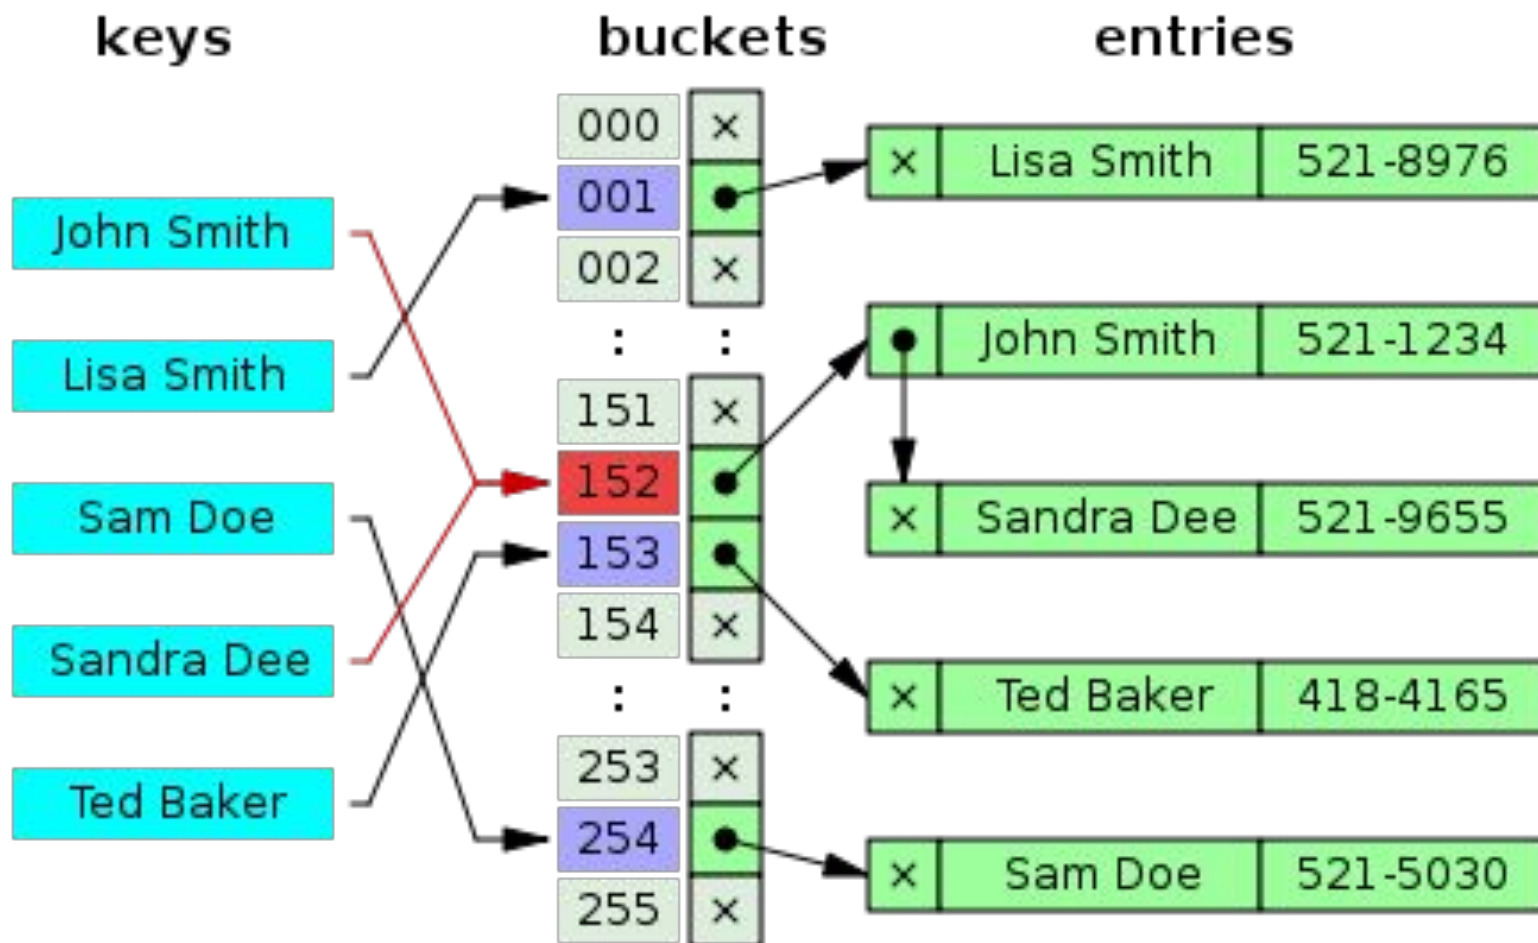 keys
buckets
entries
John Smith
Lisa Smith
Sam Doe
Sandra Dee
Ted Baker
000 ×
001
002 ×
: :
151 ×
152
153
154 ×
: :
253 ×
254
255 ×
× Lisa Smith 521-8976
John Smith 521-1234
× Sandra Dee 521-9655
× Ted Baker 418-4165
× Sam Doe 521-5030